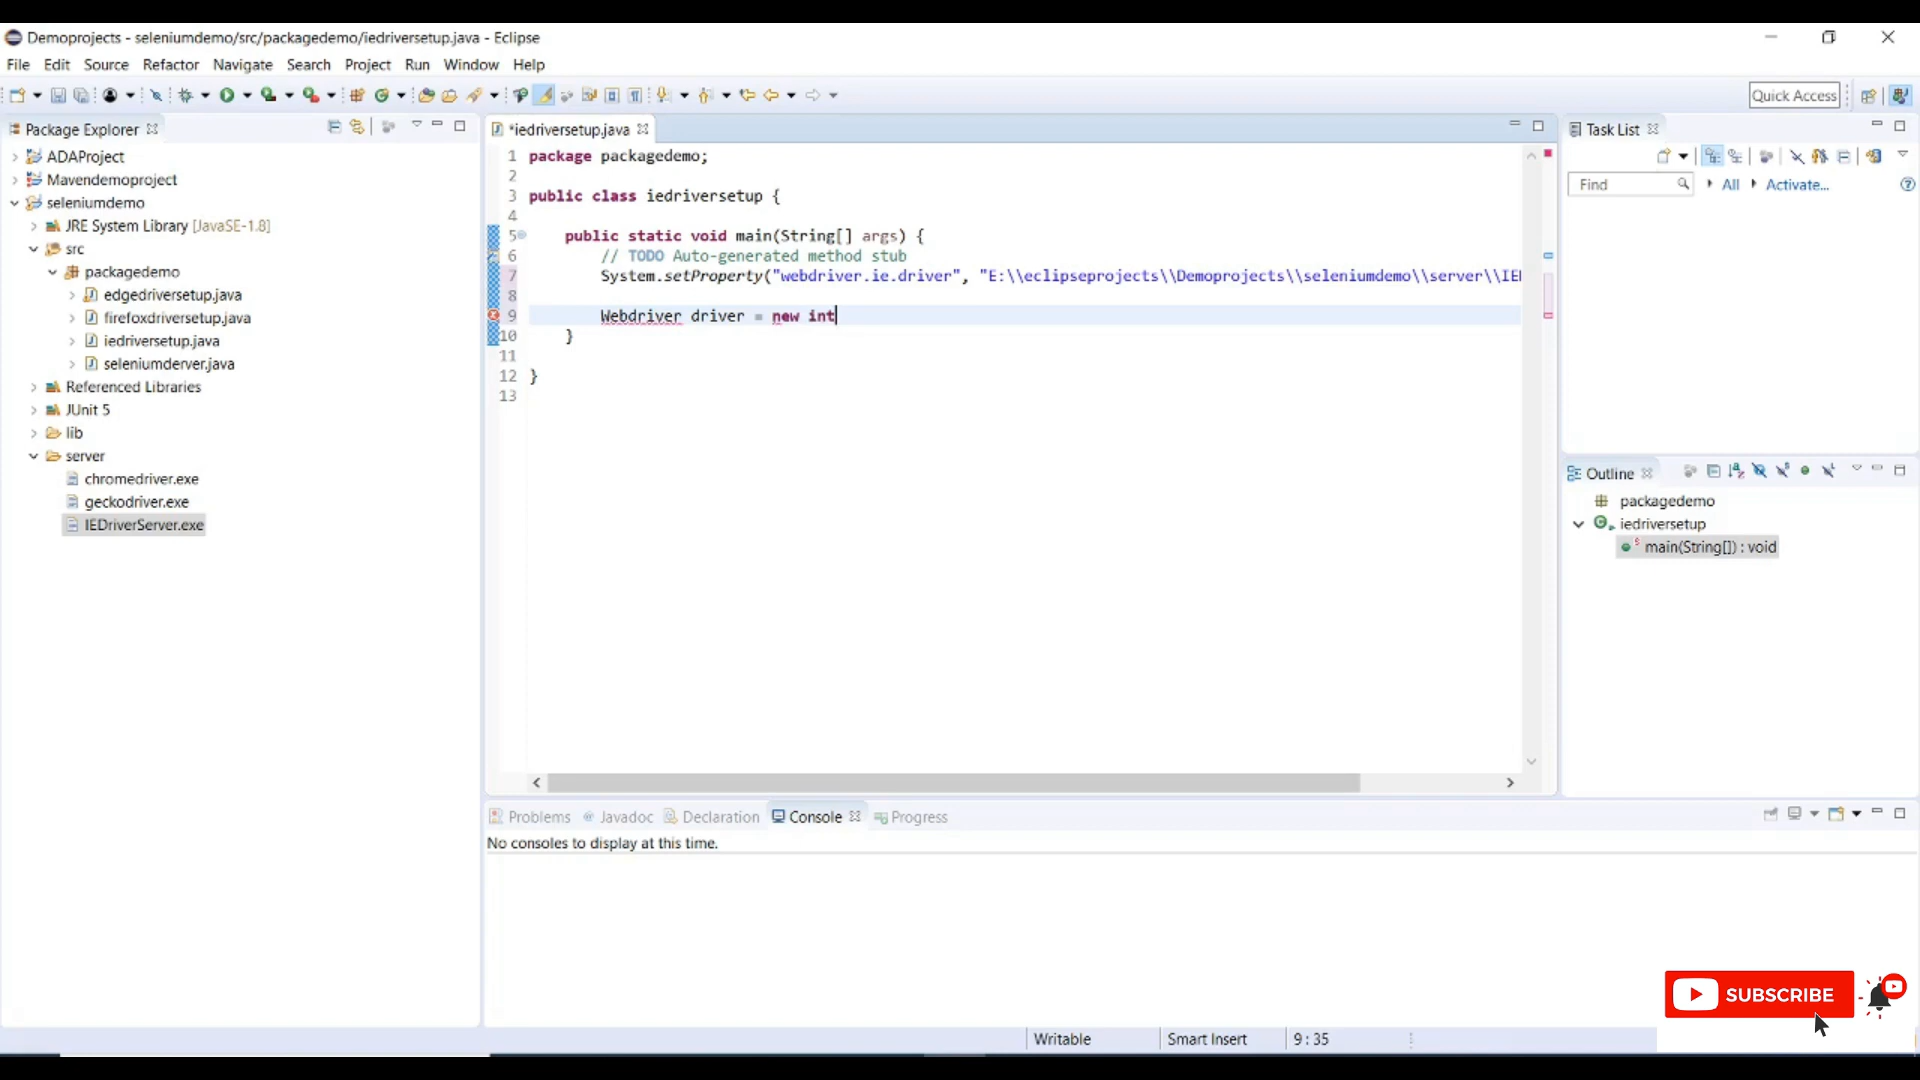 Demoprojects - seleniumdemo/src/packagedemo/iedriversetup.java - Eclipse
File Edit Source Refactor Navigate Search Project Run Window Help
Quick Access
Package Explorer
ADAProject
Mavendemoproject
seleniumdemo
JRE System Library [JavaSE-1.8]
src
packagedemo
edgedriversetup.java
firefoxdriversetup.java
iedriversetup.java
seleniumderver.java
Referenced Libraries
JUnit 5
lib
server
chromedriver.exe
geckodriver.exe
IEDriverServer.exe
*iedriversetup.java
1 package packagedemo;
2
3 public class iedriversetup {
4
5 public static void main(String[] args) {
6 // TODO Auto-generated method stub
7 System.setProperty("webdriver.ie.driver", "E:\\eclipseprojects\\Demoprojects\\seleniumdemo\\server\\IE
8
9 Webdriver driver = new int
10 }
11
12 }
13
Task List
Find All Activate...
Outline
packagedemo
iedriversetup
main(String[]) : void
Problems Javadoc Declaration Console Progress
No consoles to display at this time.
SUBSCRIBE
Writable Smart Insert 9 : 35